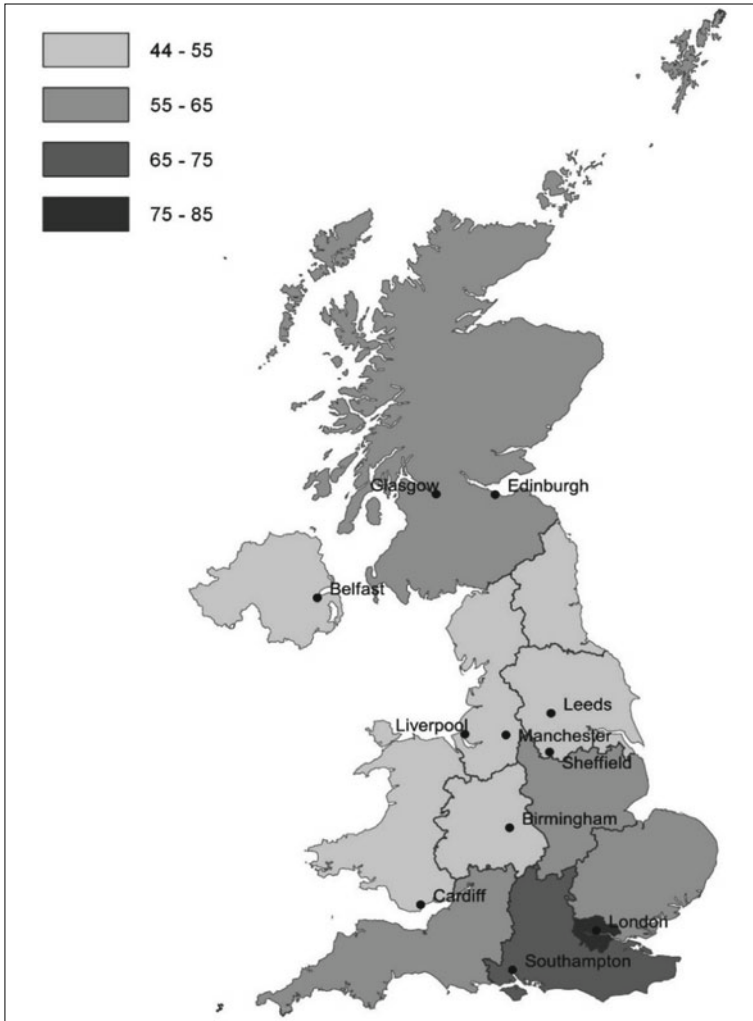 44 - 55
55 - 65
65 - 75
75 - 85
Glasgow
Edinburgh
Belfast
Leeds
Liverpool
Manchester
Sheffield
Birmingham
Cardiff
London
Southampton